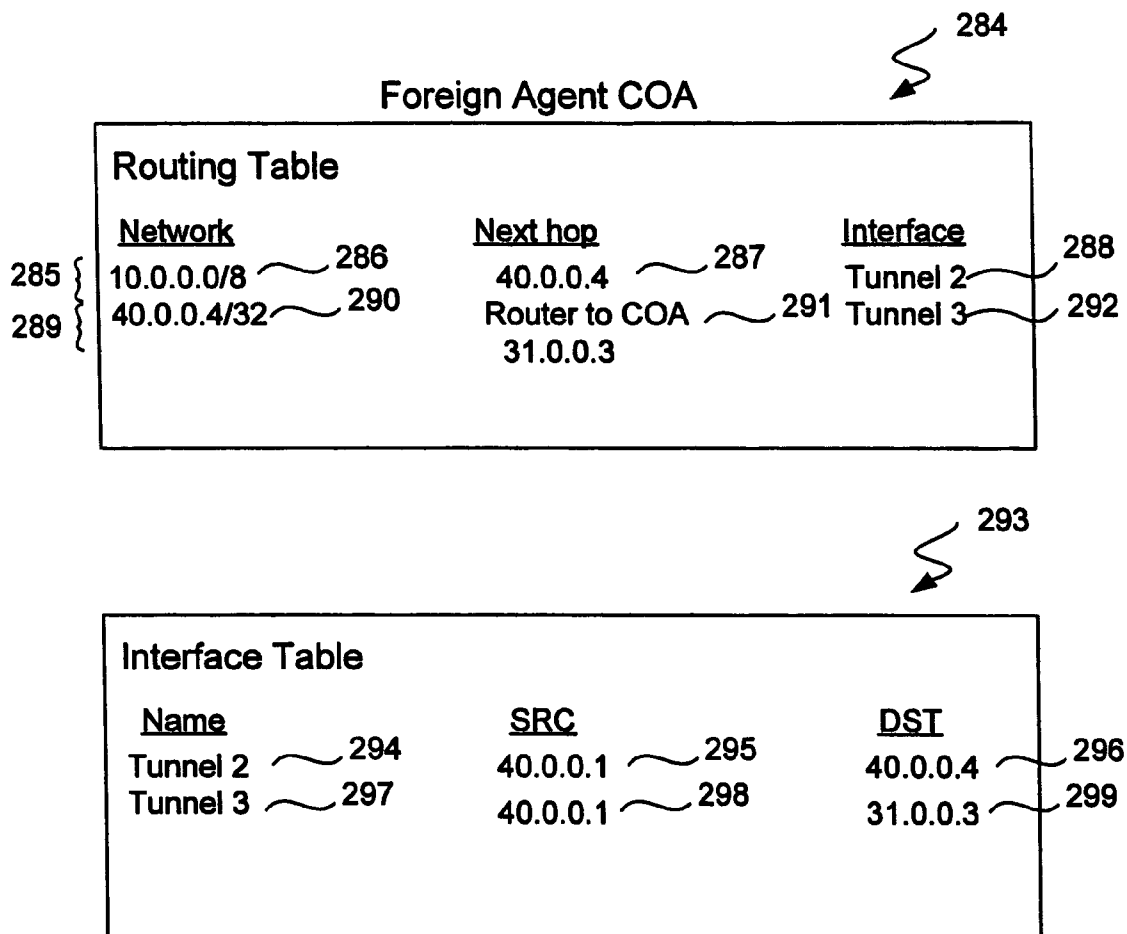 284
Foreign Agent COA
Routing Table
Network Next hop Interface
285 10.0.0.0/8 286 40.0.0.4 287 Tunnel 2 288
289 40.0.0.4/32 290 Router to COA 291 Tunnel 3 292
31.0.0.3
293
Interface Table
Name SRC DST
Tunnel 2 294 40.0.0.1 295 40.0.0.4 296
Tunnel 3 297 40.0.0.1 298 31.0.0.3 299